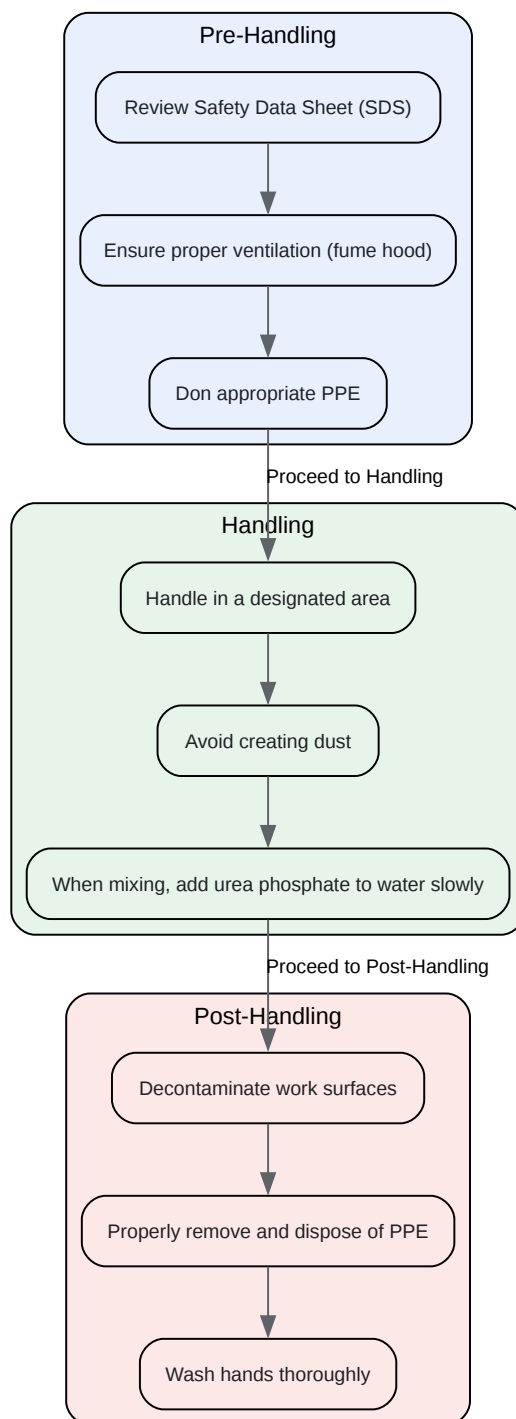 Pre-Handling
Review Safety Data Sheet (SDS)
Ensure proper ventilation (fume hood)
Don appropriate PPE
Proceed to Handling
Handling
Handle in a designated area
Avoid creating dust
When mixing, add urea phosphate to water slowly
Proceed to Post-Handling
Post-Handling
Decontaminate work surfaces
Properly remove and dispose of PPE
Wash hands thoroughly